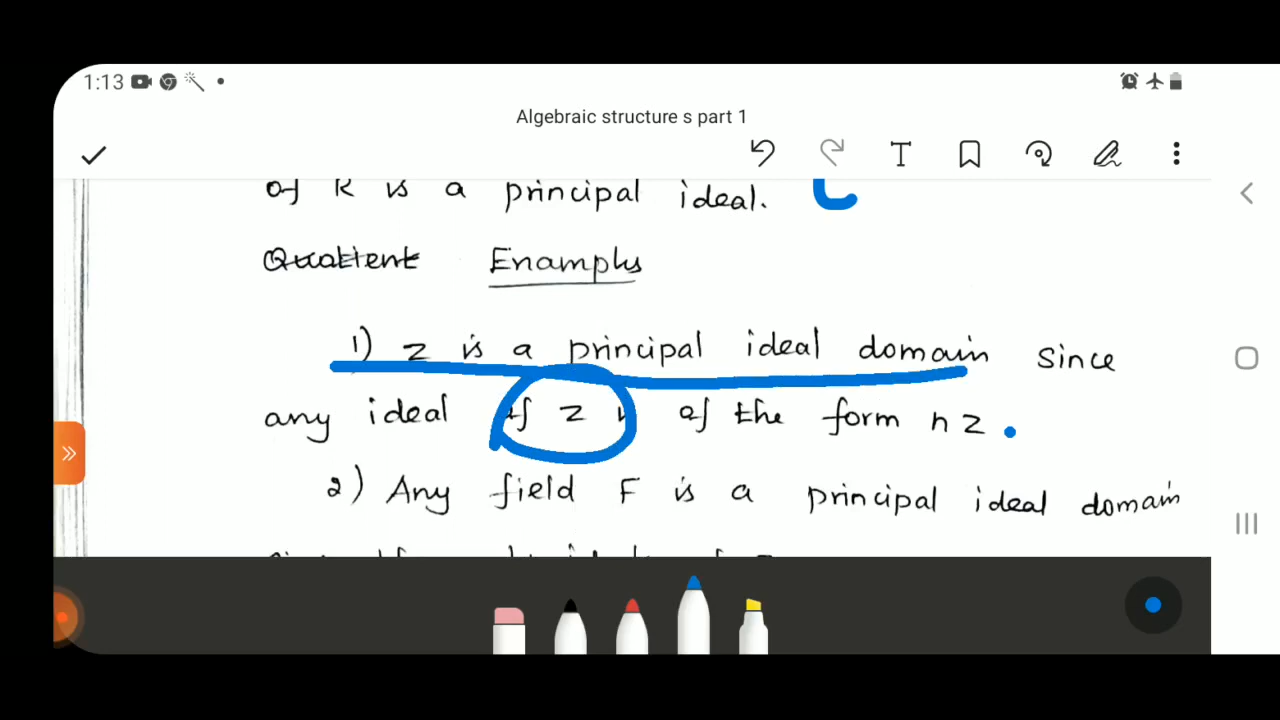 1:13
Algebraic structure s part 1
T
of R is a principal ideal.
Quotient Examples
1) Z is a principal ideal domain since
any ideal of Z is of the form nZ.
2) Any field F is a principal ideal domain